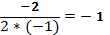 −2 / 2 * (−1) = − 1